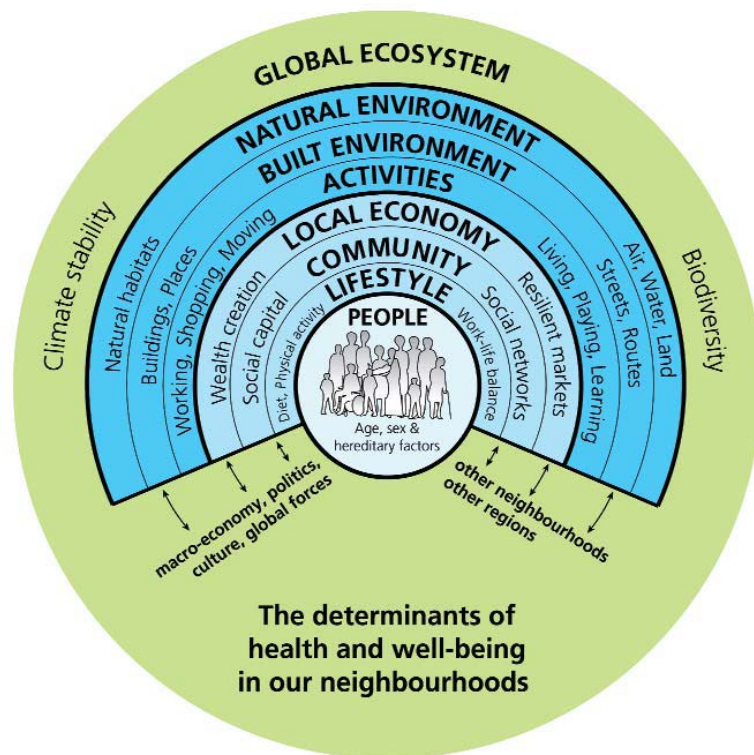 GLOBAL ECOSYSTEM
NATURAL ENVIRONMENT
BUILT ENVIRONMENT
ACTIVITIES
LOCAL ECONOMY
COMMUNITY
LIFESTYLE
PEOPLE
Age, sex &
hereditary factors
Climate stability
Natural habitats
Buildings, Places
Working, Shopping, Moving
Wealth creation
Social capital
Diet, Physical activity
Work-life balance
Social networks
Resilient markets
Living, Playing, Learning
Streets, Routes
Air, Water, Land
Biodiversity
macro-economy, politics,
culture, global forces
other neighbourhoods
other regions
The determinants of
health and well-being
in our neighbourhoods